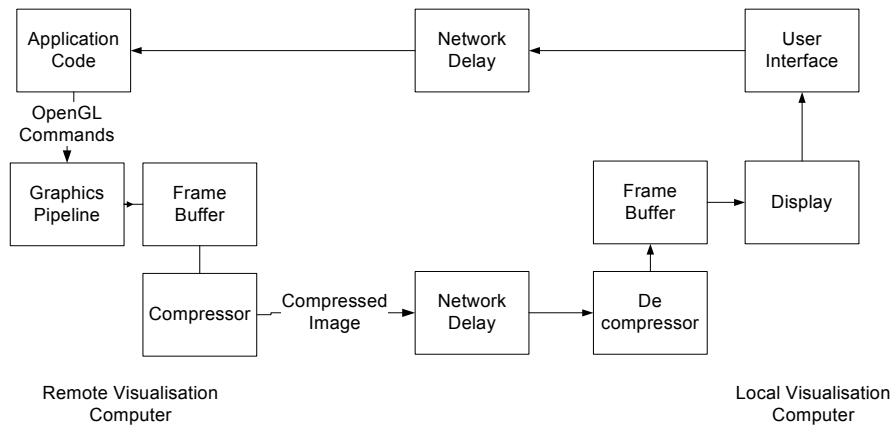 Application
Code
Network
Delay
User
Interface
OpenGL
Commands
Graphics
Pipeline
Frame
Buffer
Frame
Buffer
Display
Compressor
Compressed
Image
Network
Delay
De
compressor
Remote Visualisation
Computer
Local Visualisation
Computer